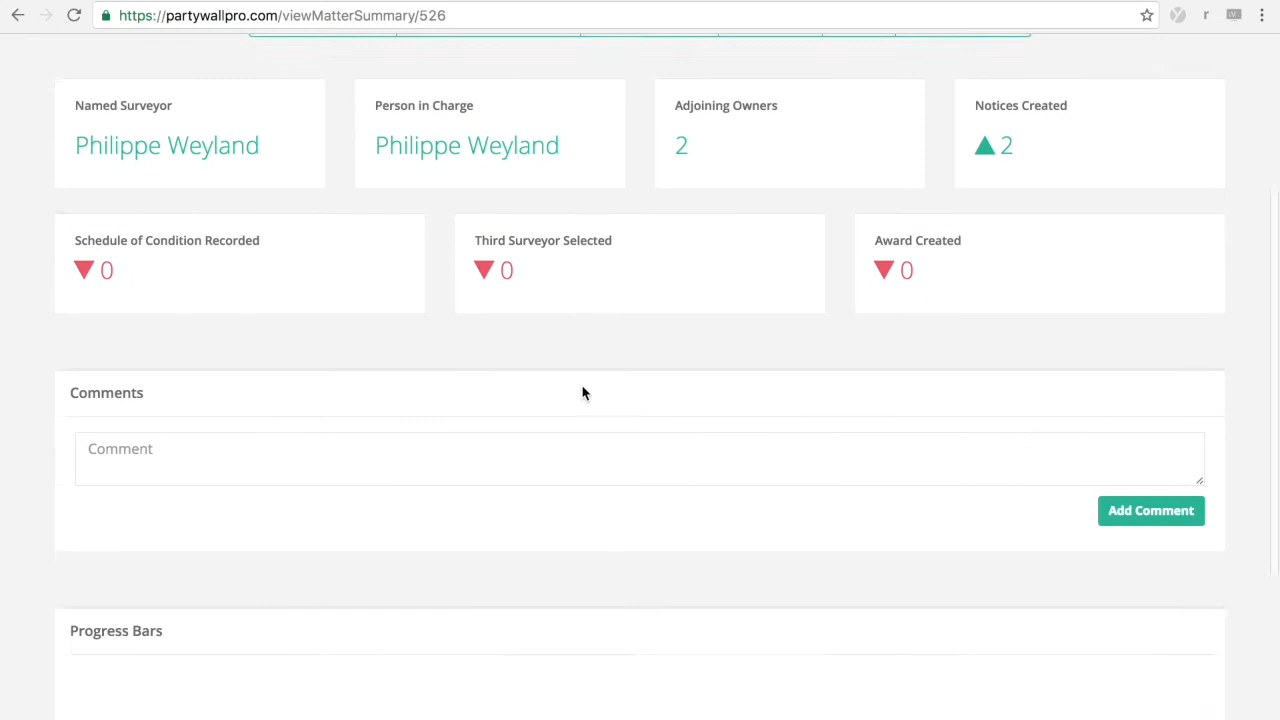 https://partywallpro.com/viewMatterSummary/526
Named Surveyor
Philippe Weyland
Person in Charge
Philippe Weyland
Adjoining Owners
2
Notices Created
▲ 2
Schedule of Condition Recorded
▼ 0
Third Surveyor Selected
▼ 0
Award Created
▼ 0
Comments
Comment
Add Comment
Progress Bars